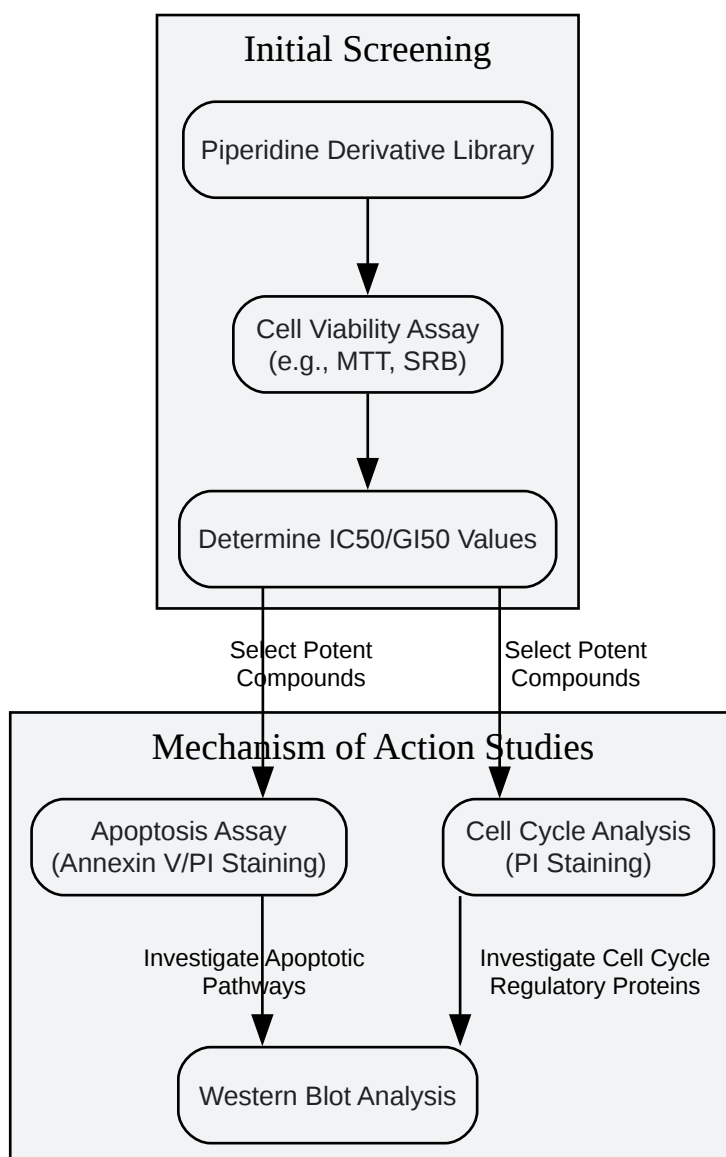 Initial Screening
Piperidine Derivative Library
Cell Viability Assay
(e.g., MTT, SRB)
Determine IC50/GI50 Values
Select Potent
Compounds
Select Potent
Compounds
Mechanism of Action Studies
Apoptosis Assay
(Annexin V/PI Staining)
Cell Cycle Analysis
(PI Staining)
Investigate Apoptotic
Pathways
Investigate Cell Cycle
Regulatory Proteins
Western Blot Analysis